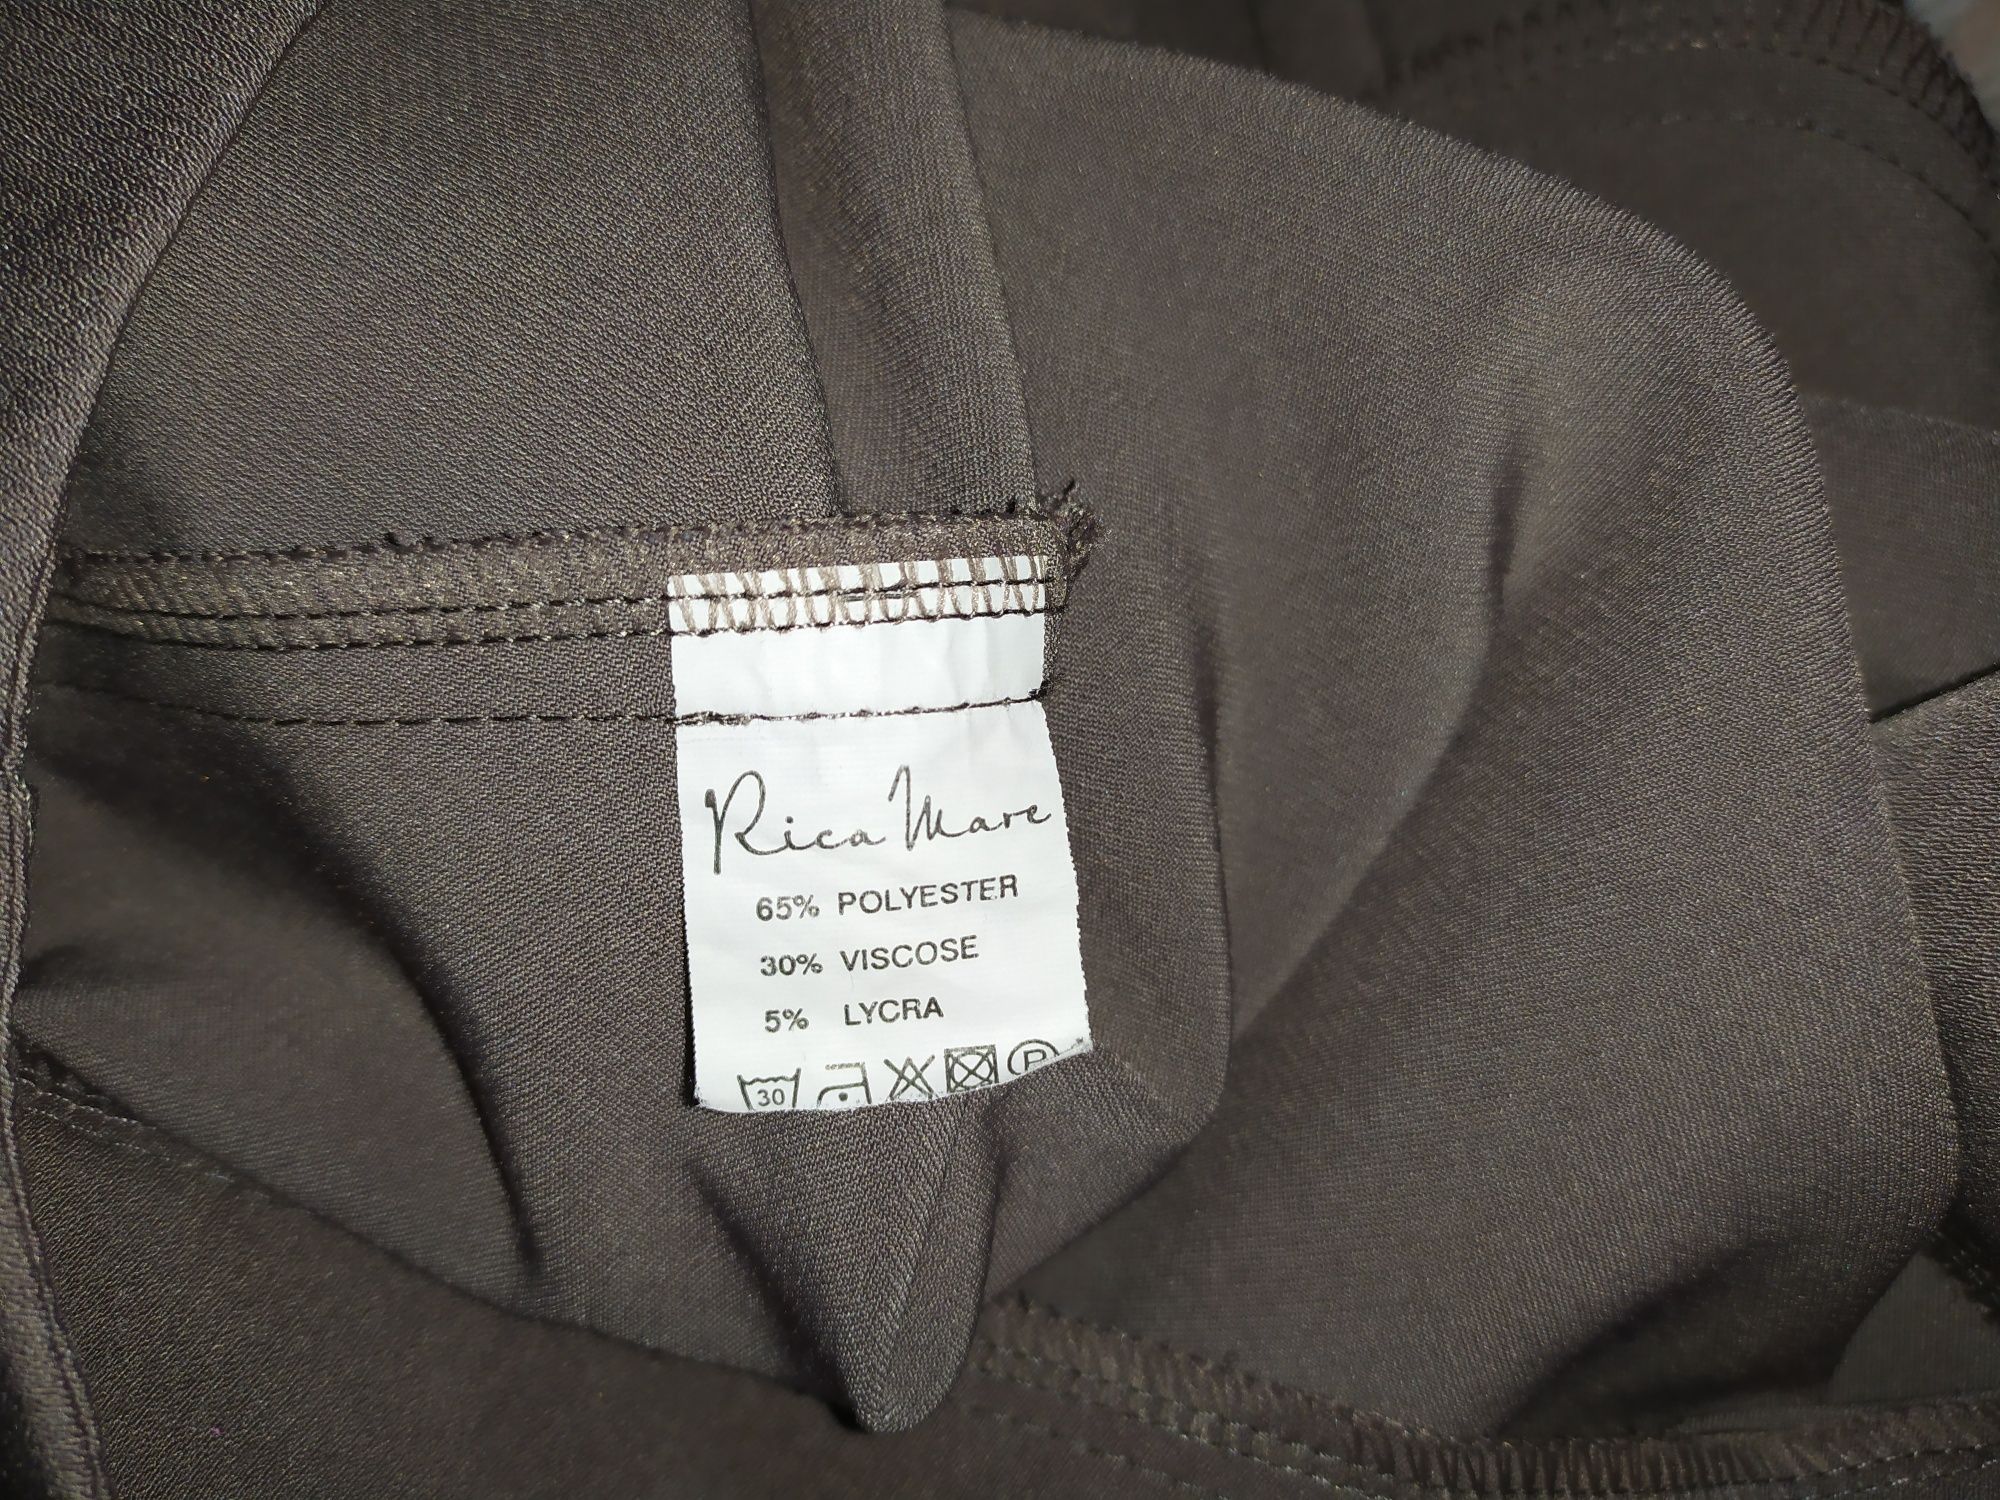 Rica Mare
65% POLYESTER
30% VISCOSE
5% LYCRA
30 P